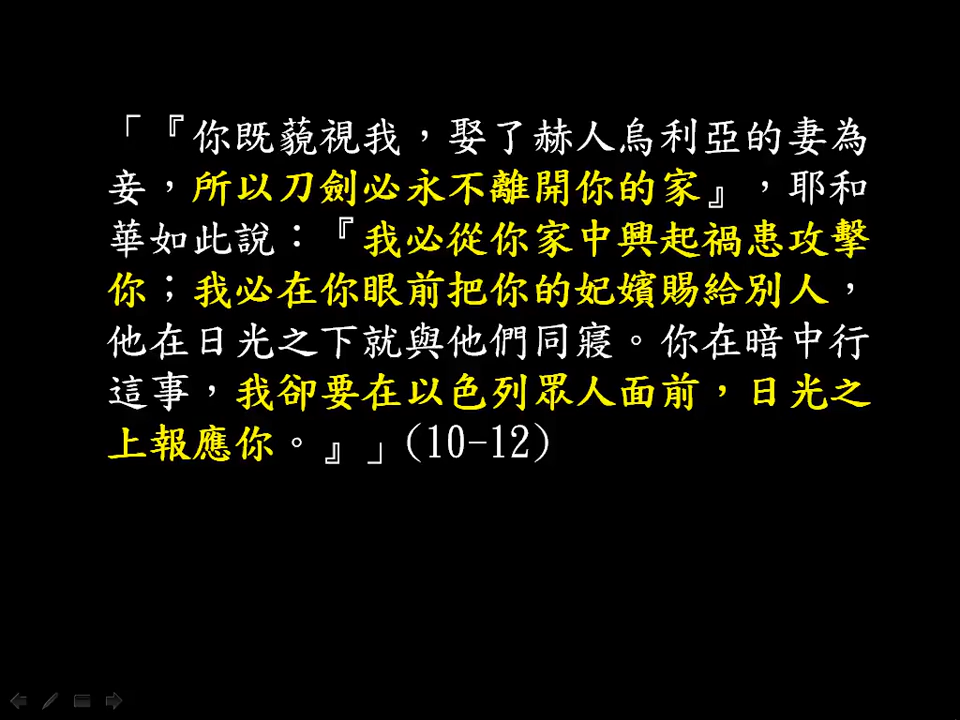 「『你既藐視我，娶了赫人烏利亞的妻為
妾，所以刀劍必永不離開你的家』，耶和
華如此說：『我必從你家中興起禍患攻擊
你；我必在你眼前把你的妃嬪賜給別人，
他在日光之下就與他們同寢。你在暗中行
這事，我卻要在以色列眾人面前，日光之
上報應你。』」(10-12)